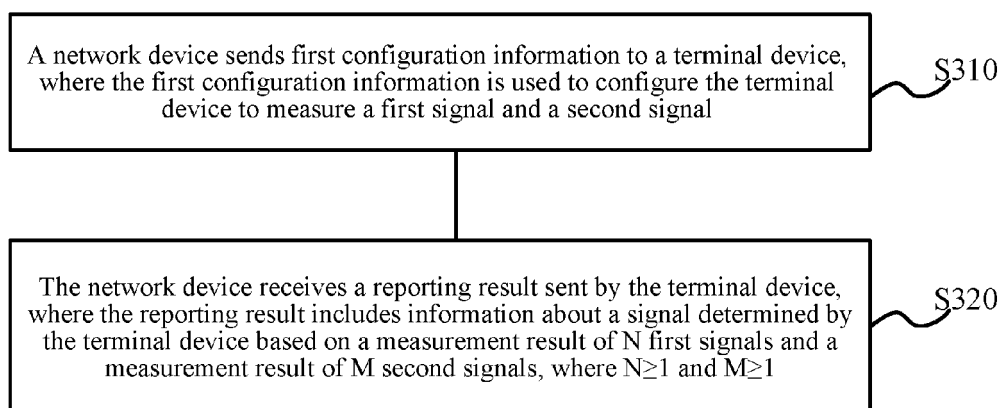 A network device sends first configuration information to a terminal device,
where the first configuration information is used to configure the terminal
device to measure a first signal and a second signal
S310
The network device receives a reporting result sent by the terminal device,
where the reporting result includes information about a signal determined by
the terminal device based on a measurement result of N first signals and a
measurement result of M second signals, where N≥1 and M≥1
S320